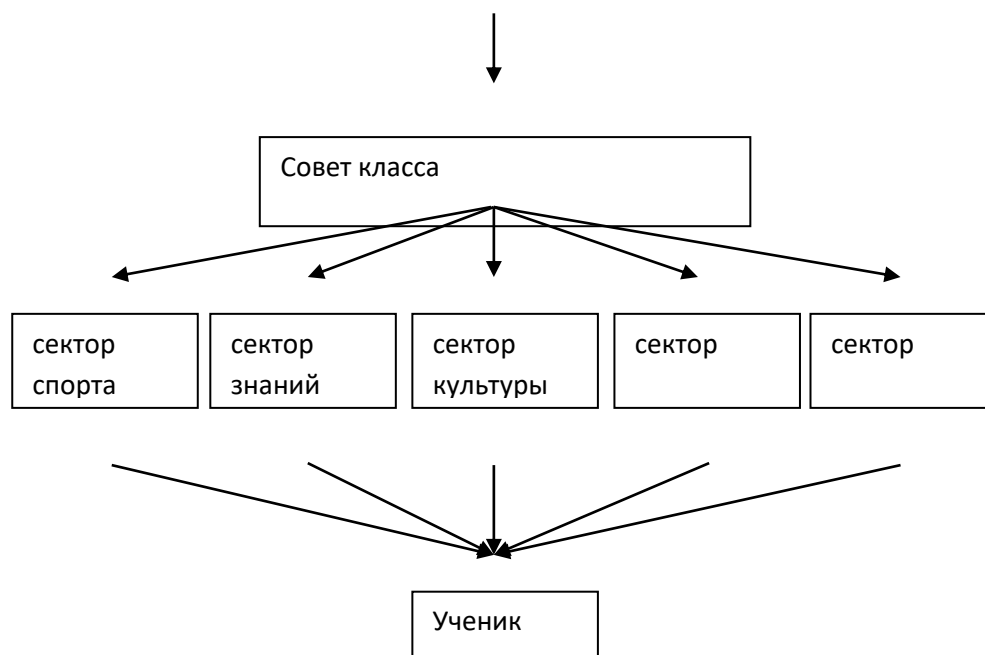 Совет класса
сектор
спорта
сектор
знаний
сектор
культуры
сектор
сектор
Ученик